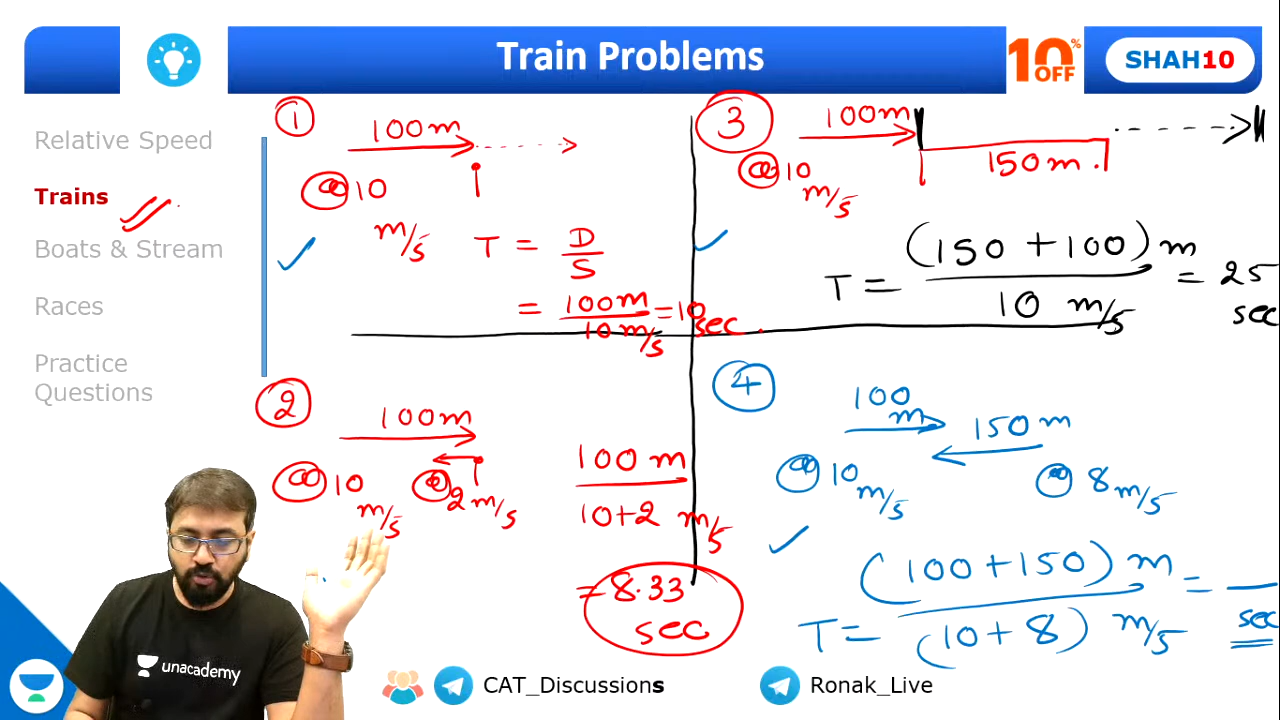 Train Problems
10% OFF
SHAH10
Relative Speed
Trains
Boats & Stream
Races
Practice
Questions
1
100m
@ 10
m/s
T = D/S
= 100m/10m/s = 10 sec.
2
100m
@ 10
m/s
@ 2m/s
100 m
10+2 m/s
= 8.33
sec
3
100m
@ 10
m/s
150m.
T = (150 + 100) m / 10 m/s = 25
sec
4
100
m
150m
@ 10 m/s
@ 8 m/s
T = (100 + 150) m / (10 + 8) m/s =
sec
unacademy
CAT_Discussions
Ronak_Live